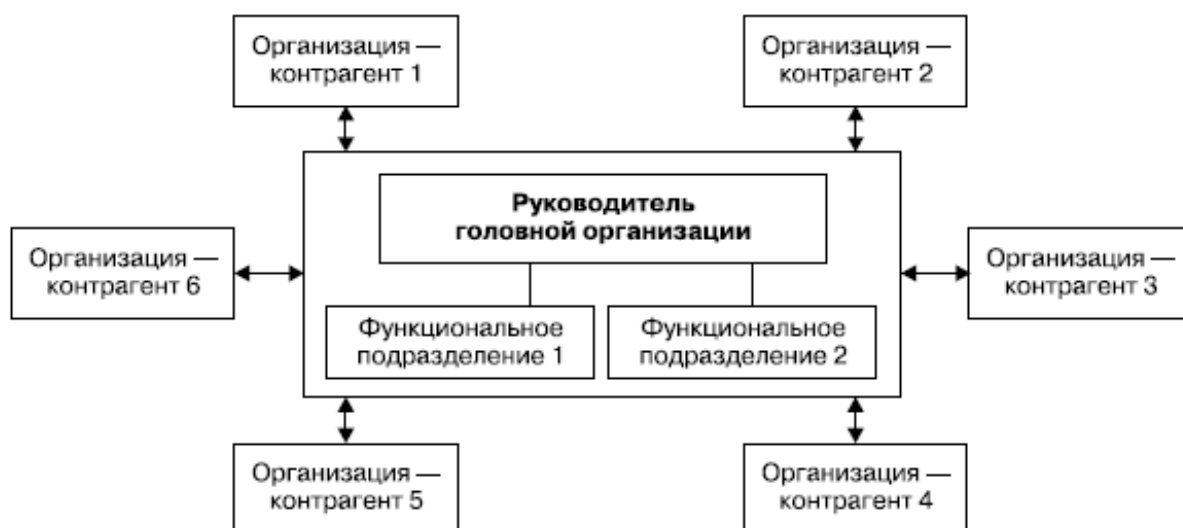 Организация —
контрагент 1
Организация —
контрагент 2
Руководитель
головной организации
Организация —
контрагент 6
Организация —
контрагент 3
Функциональное
подразделение 1
Функциональное
подразделение 2
Организация —
контрагент 5
Организация —
контрагент 4